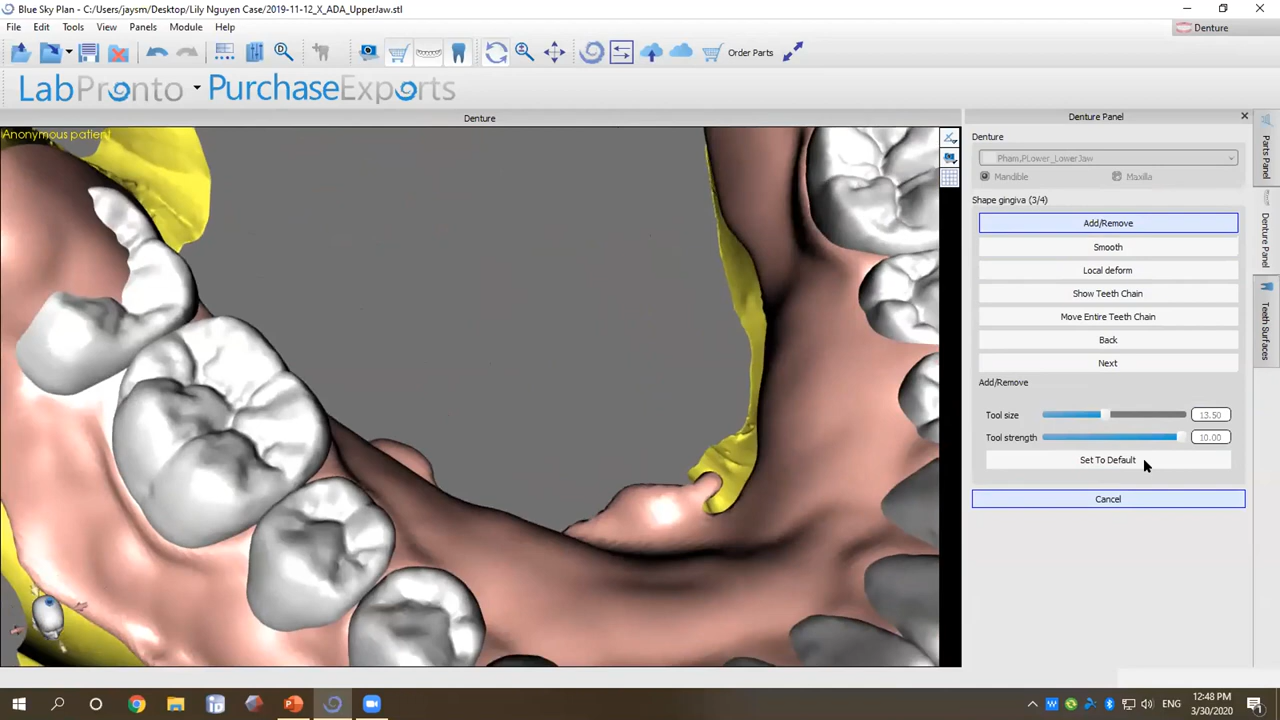 Blue Sky Plan - C:/Users/jaysm/Desktop/Lily Nguyen Case/2019-11-12_X_ADA_UpperJaw.stl
File Edit Tools View Panels Module Help
Denture
Order Parts
LabPronto PurchaseExports
Denture
Anonymous patient
Denture Panel
Denture
Pham,PLower_LowerJaw
Mandible Maxilla
Shape gingiva (3/4)
Add/Remove
Smooth
Local deform
Show Teeth Chain
Move Entire Teeth Chain
Back
Next
Add/Remove
Tool size 13.50
Tool strength 10.00
Set To Default
Cancel
Parts Panel
Denture Panel
Teeth Surfaces
12:48 PM
3/30/2020